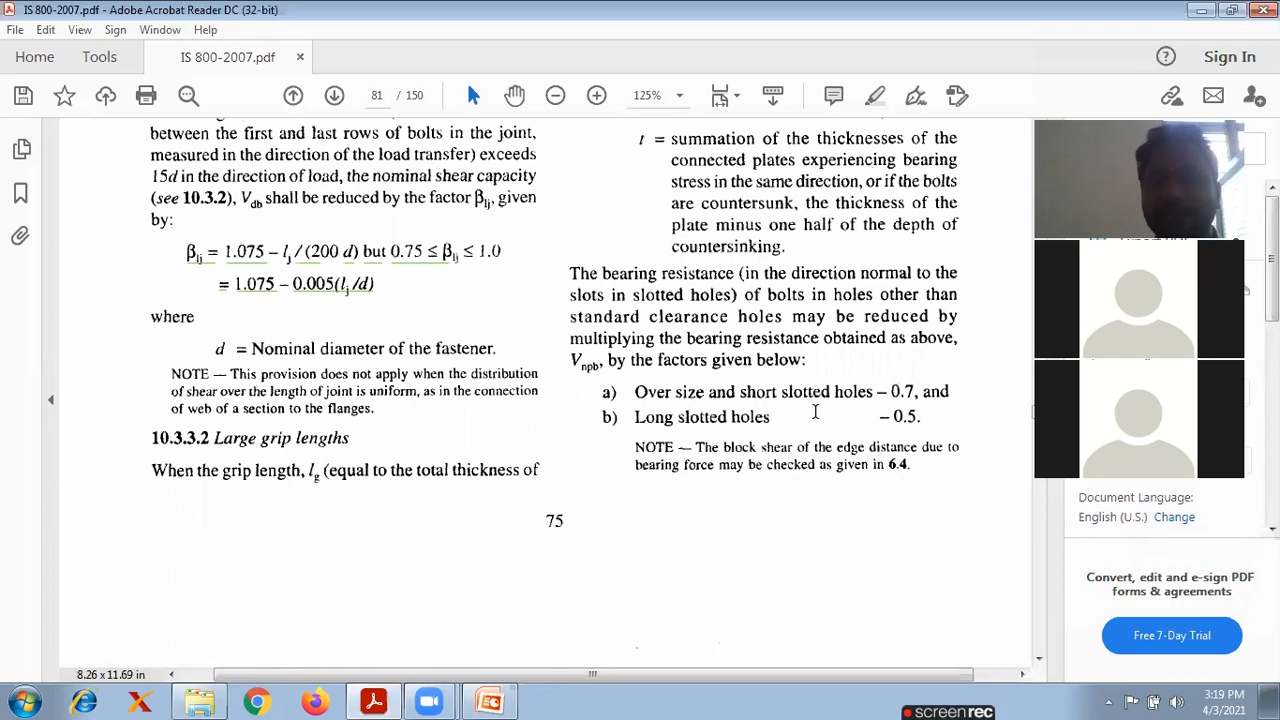 IS 800-2007.pdf - Adobe Acrobat Reader DC (32-bit)
File Edit View Sign Window Help
Home Tools IS 800-2007.pdf × Sign In
81 / 150 125%
between the first and last rows of bolts in the joint,
measured in the direction of the load transfer) exceeds
15d in the direction of load, the nominal shear capacity
(see 10.3.2), Vdb shall be reduced by the factor βlj, given
by:
βlj = 1.075 – lj / (200 d) but 0.75 ≤ βlj ≤ 1.0
= 1.075 – 0.005(lj /d)
where
d = Nominal diameter of the fastener.
NOTE — This provision does not apply when the distribution
of shear over the length of joint is uniform, as in the connection
of web of a section to the flanges.
10.3.3.2 Large grip lengths
When the grip length, lg (equal to the total thickness of
t = summation of the thicknesses of the
connected plates experiencing bearing
stress in the same direction, or if the bolts
are countersunk, the thickness of the
plate minus one half of the depth of
countersinking.
The bearing resistance (in the direction normal to the
slots in slotted holes) of bolts in holes other than
standard clearance holes may be reduced by
multiplying the bearing resistance obtained as above,
Vnpb, by the factors given below:
a) Over size and short slotted holes – 0.7, and
b) Long slotted holes – 0.5.
NOTE — The block shear of the edge distance due to
bearing force may be checked as given in 6.4.
75
Document Language:
English (U.S.) Change
Convert, edit and e-sign PDF
forms & agreements
Free 7-Day Trial
8.26 x 11.69 in
3:19 PM
4/3/2021
screenrec